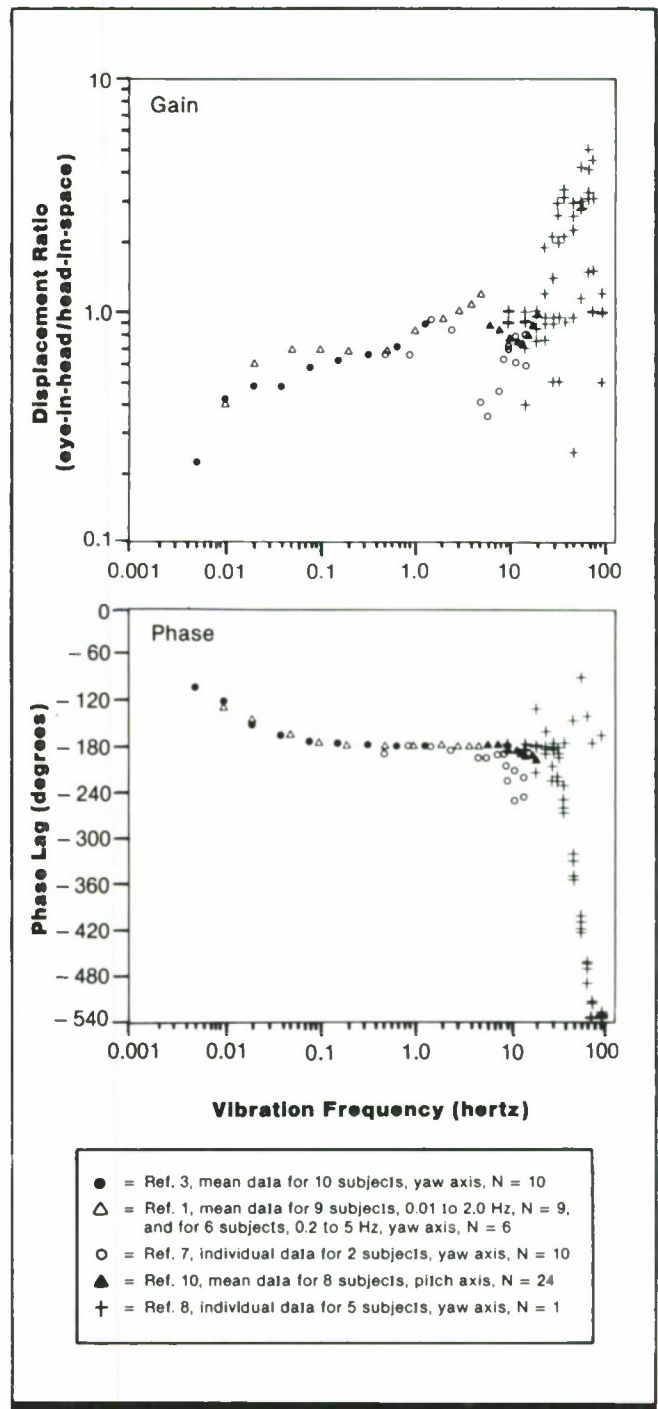 Gain
Displacement Ratio
(eye-in-head/head-in-space)
10
1.0
0.1
0.001 0.01 0.1 1.0 10 100
Phase
Phase Lag (degrees)
0
– 60
– 120
– 180
– 240
– 300
– 360
– 420
– 480
– 540
0.001 0.01 0.1 1.0 10 100
Vibration Frequency (hertz)
● = Ref. 3, mean data for 10 subjects, yaw axis, N = 10
△ = Ref. 1, mean data for 9 subjects, 0.01 to 2.0 Hz, N = 9,
and for 6 subjects, 0.2 to 5 Hz, yaw axis, N = 6
○ = Ref. 7, individual data for 2 subjects, yaw axis, N = 10
▲ = Ref. 10, mean data for 8 subjects, pitch axis, N = 24
+ = Ref. 8, individual data for 5 subjects, yaw axis, N = 1